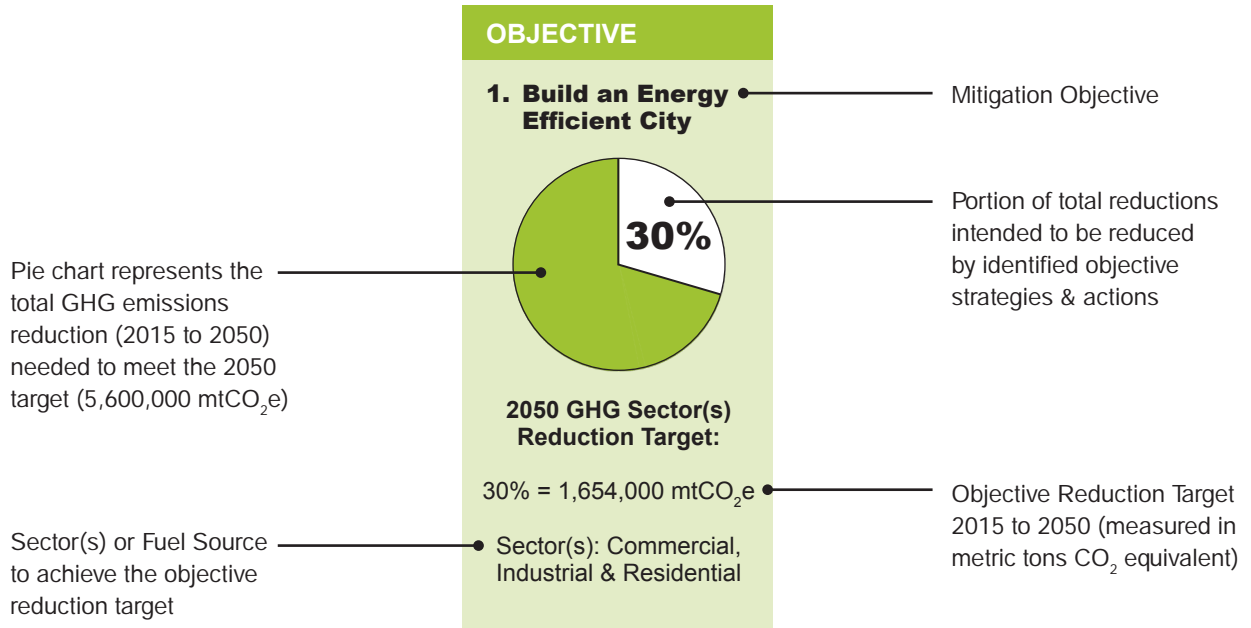 OBJECTIVE
1. Build an Energy
Efficient City
30%
2050 GHG Sector(s)
Reduction Target:
30% = 1,654,000 mtCO₂e
Sector(s): Commercial,
Industrial & Residential
Pie chart represents the
total GHG emissions
reduction (2015 to 2050)
needed to meet the 2050
target (5,600,000 mtCO₂e)
Sector(s) or Fuel Source
to achieve the objective
reduction target
Mitigation Objective
Portion of total reductions
intended to be reduced
by identified objective
strategies & actions
Objective Reduction Target
2015 to 2050 (measured in
metric tons CO₂ equivalent)